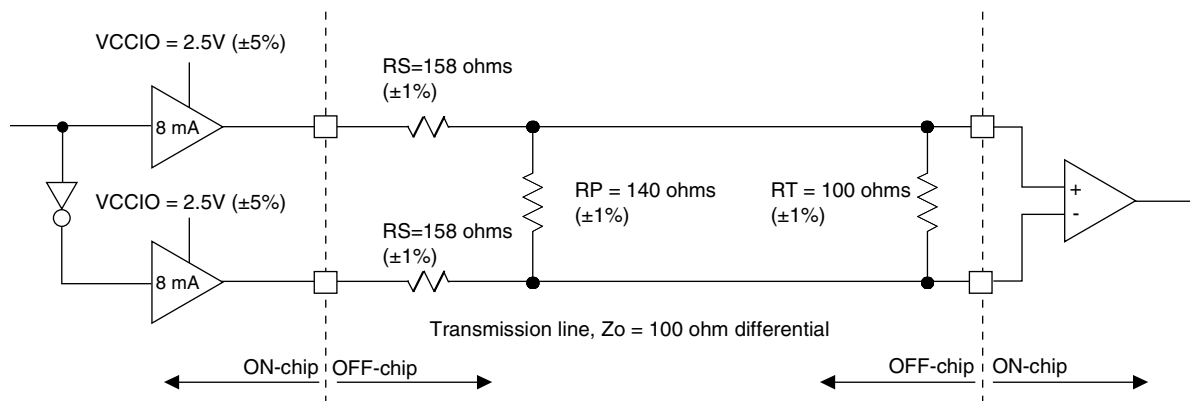 VCCIO = 2.5V (±5%)
8 mA
RS=158 ohms
(±1%)
VCCIO = 2.5V (±5%)
8 mA
RS=158 ohms
(±1%)
RP = 140 ohms
(±1%)
RT = 100 ohms
(±1%)
+
-
Transmission line, Zo = 100 ohm differential
ON-chip
OFF-chip
OFF-chip
ON-chip